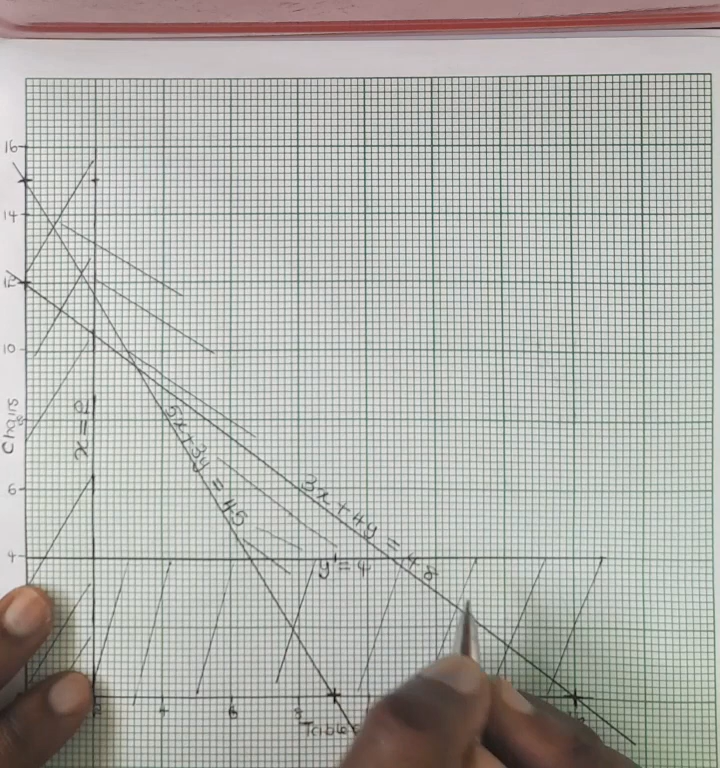 16
14
12
10
8
6
4
Chairs
x = 2
5x+3y = 45
3x + 4y = 48
y = 4
2
4
6
8
Table